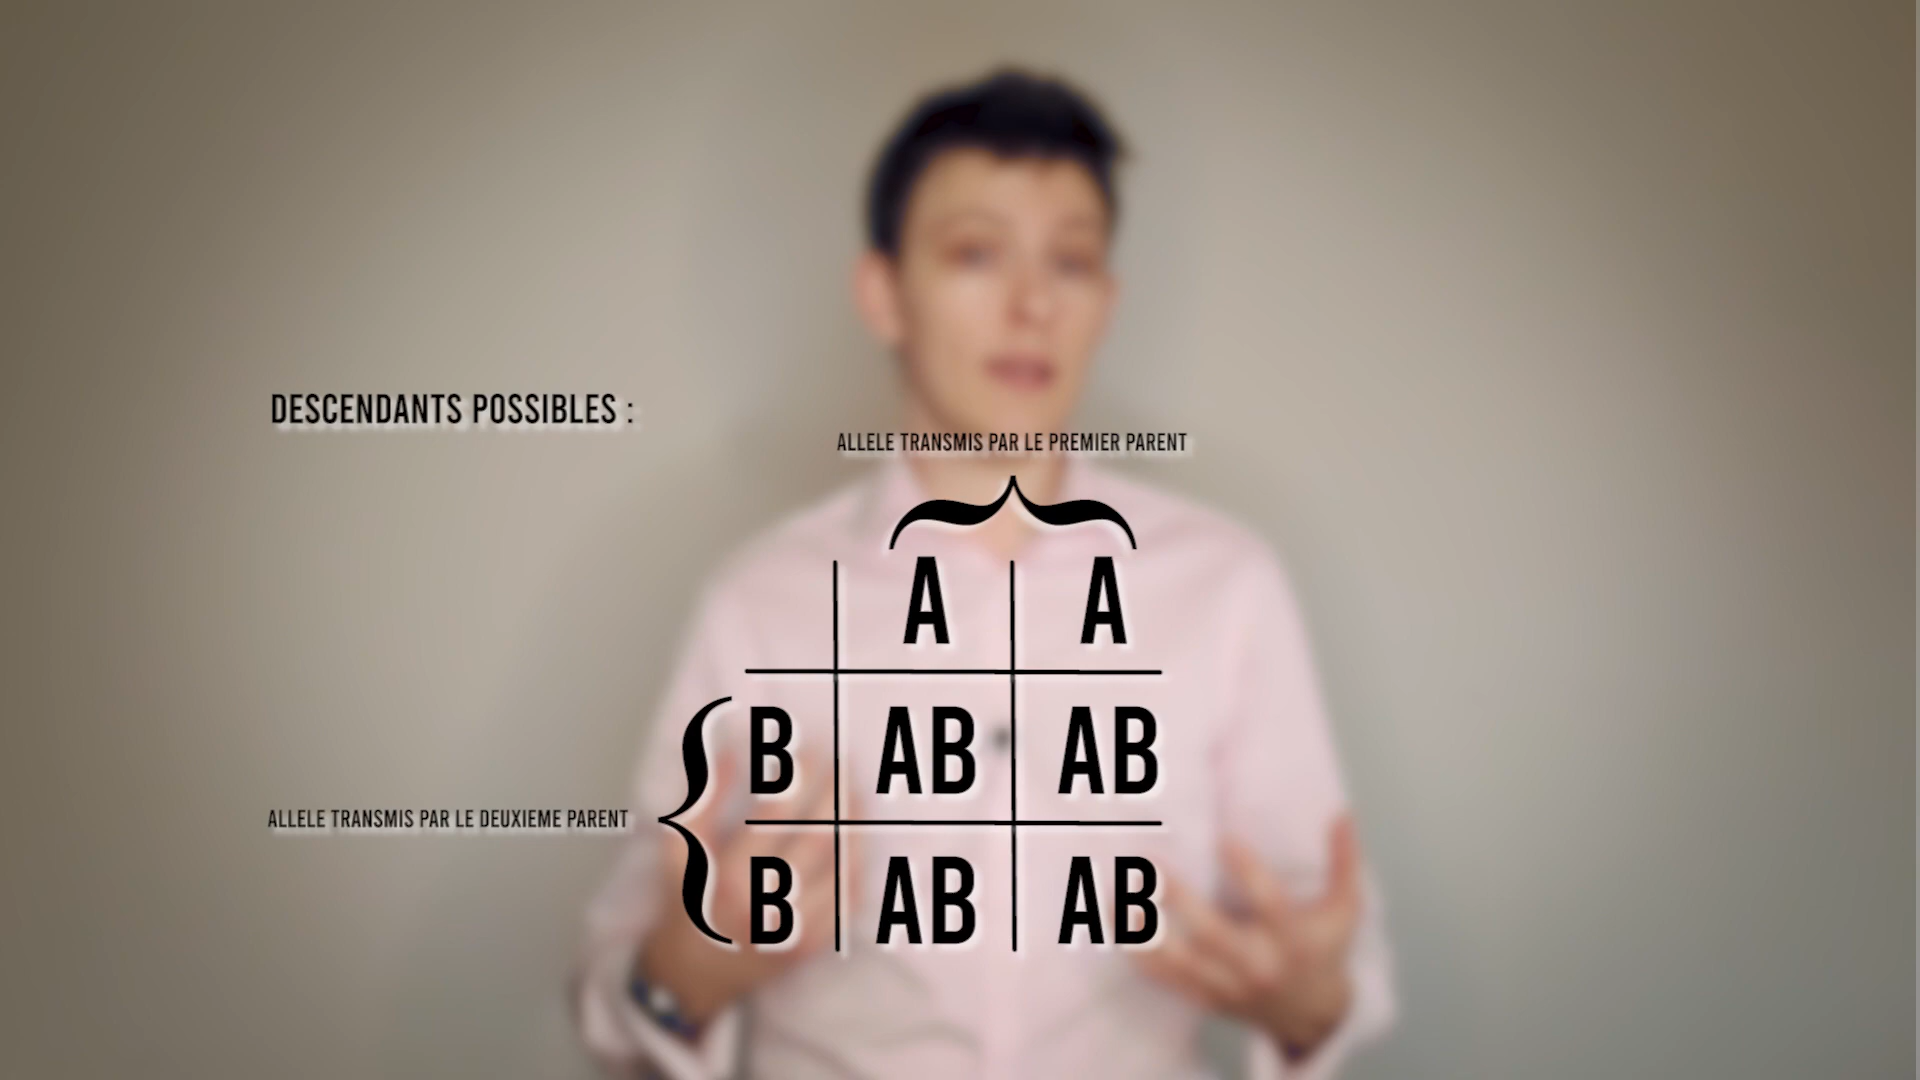 DESCENDANTS POSSIBLES :
ALLELE TRANSMIS PAR LE PREMIER PARENT
A A
B AB AB
ALLELE TRANSMIS PAR LE DEUXIEME PARENT
B AB AB